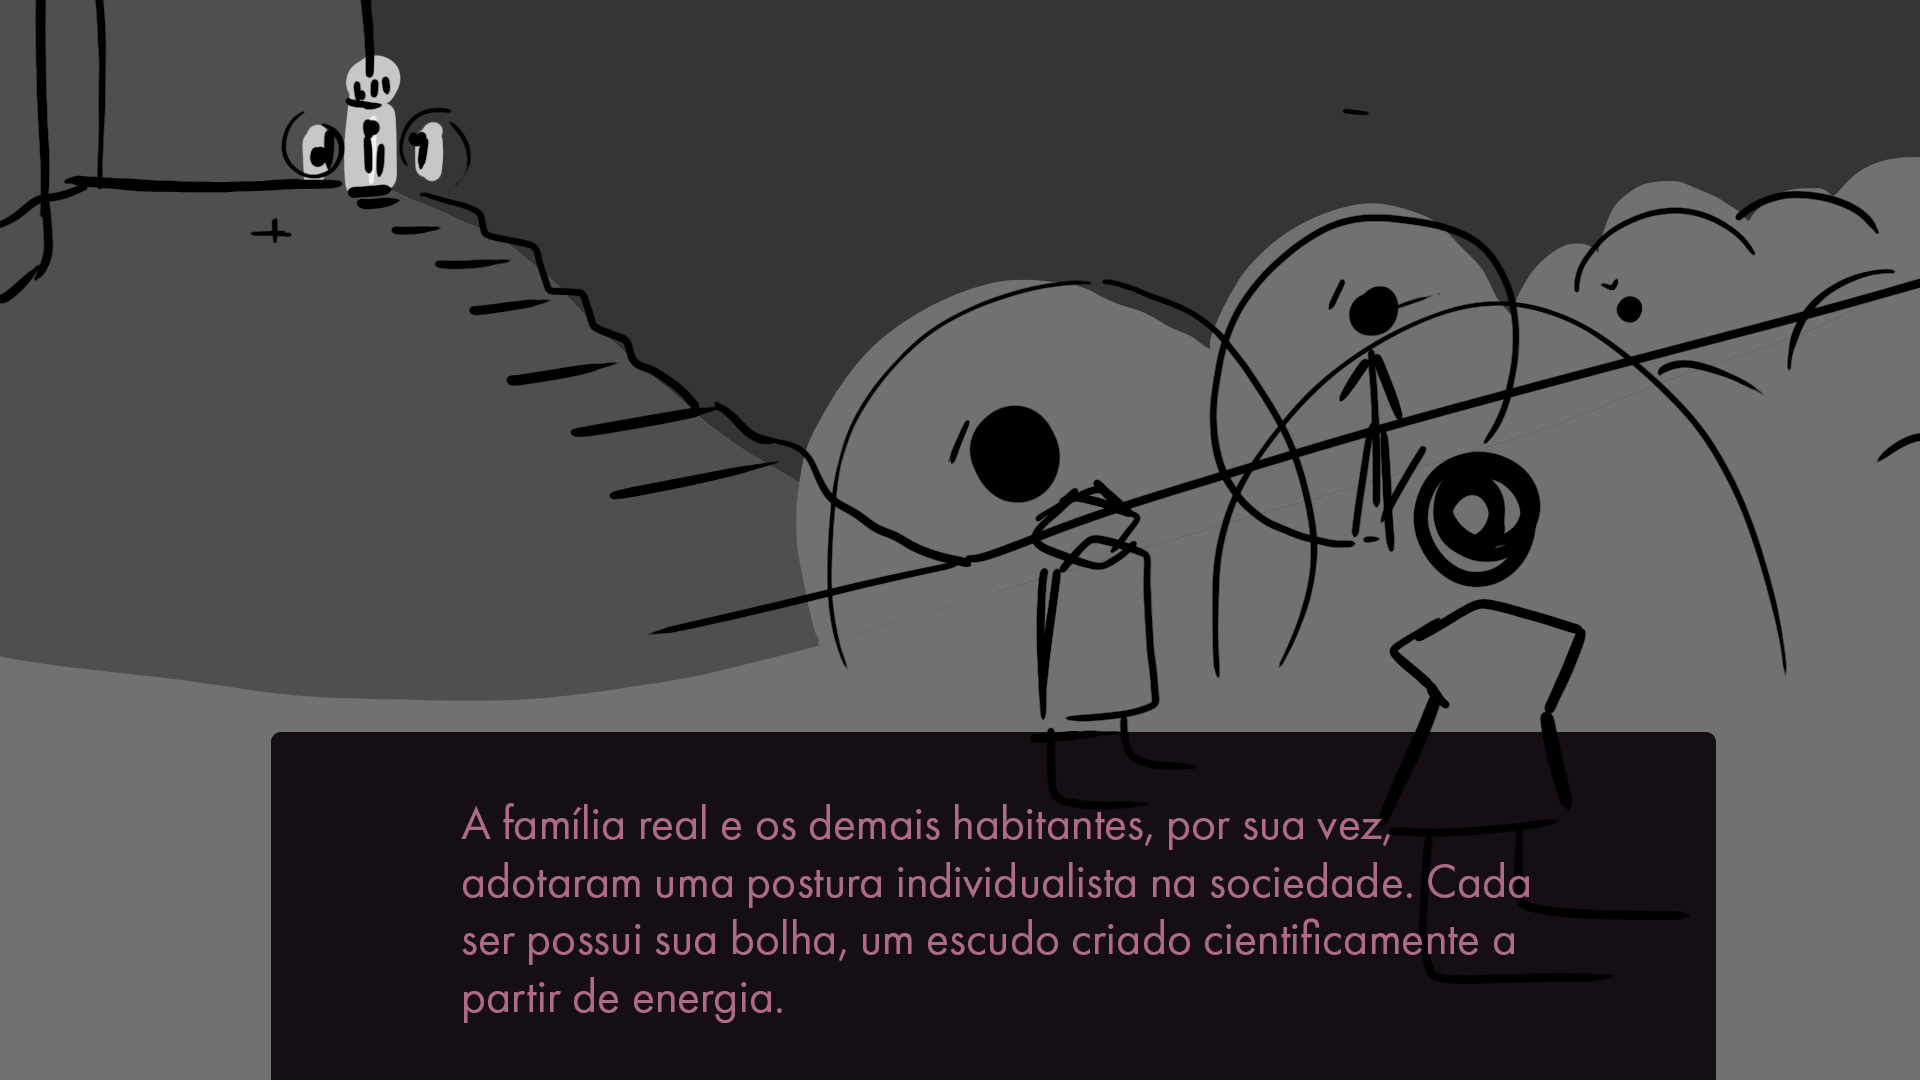 A família real e os demais habitantes, por sua vez,
adotaram uma postura individualista na sociedade. Cada
ser possui sua bolha, um escudo criado cientificamente a
partir de energia.